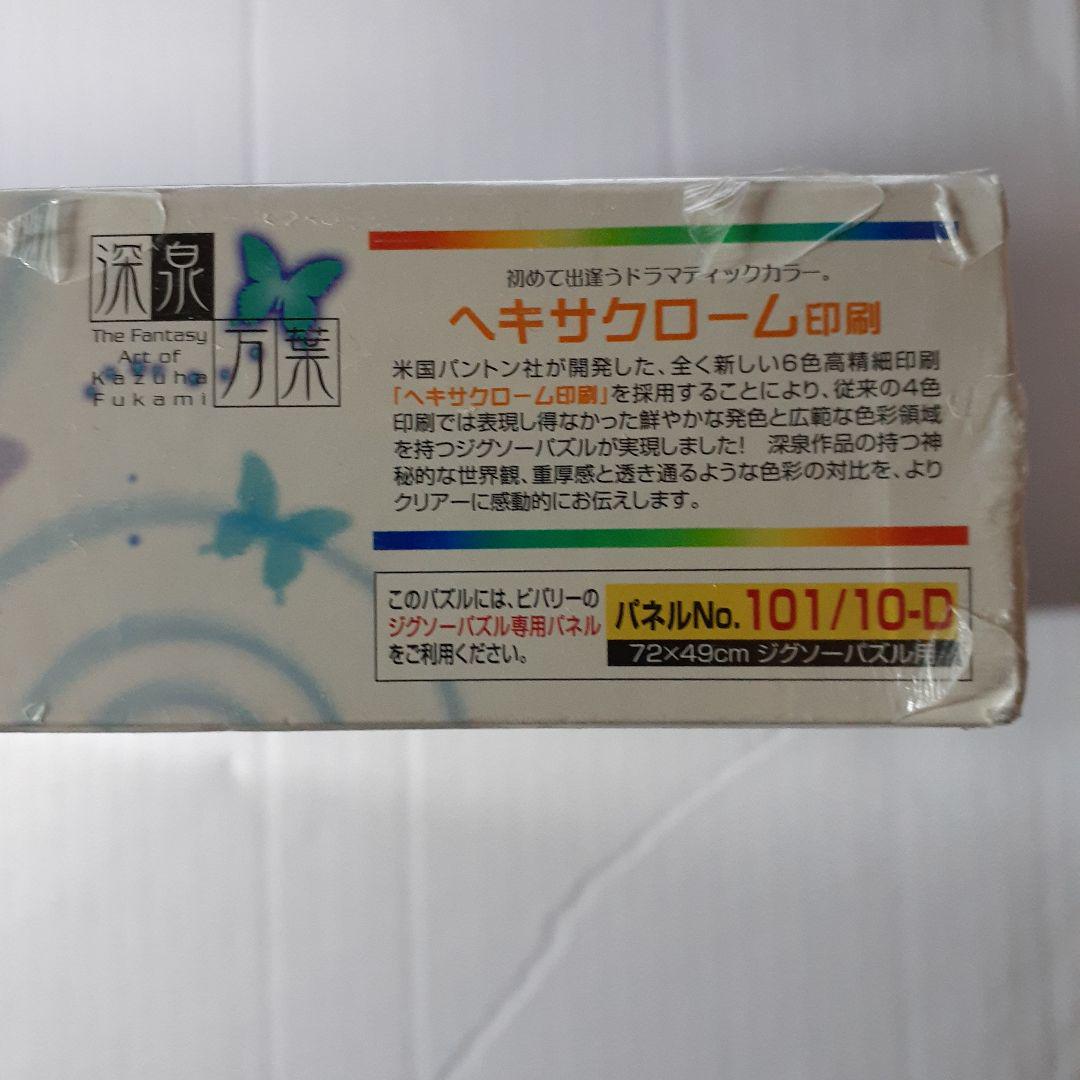 深泉
The Fantasy
Art of
Kazuha
Fukami
万葉
初めて出逢うドラマティックカラー。
ヘキサクローム印刷
米国パントン社が開発した、全く新しい6色高精細印刷
「ヘキサクローム印刷」を採用することにより、従来の4色
印刷では表現し得なかった鮮やかな発色と広範な色彩領域
を持つジグソーパズルが実現しました! 深泉作品の持つ神
秘的な世界観、重厚感と透き通るような色彩の対比を、より
クリアーに感動的にお伝えします。
このパズルには、ビバリーの
ジグソーパズル専用パネル
をご利用ください。
パネルNo.101/10-D
72×49cm ジグソーパズル用